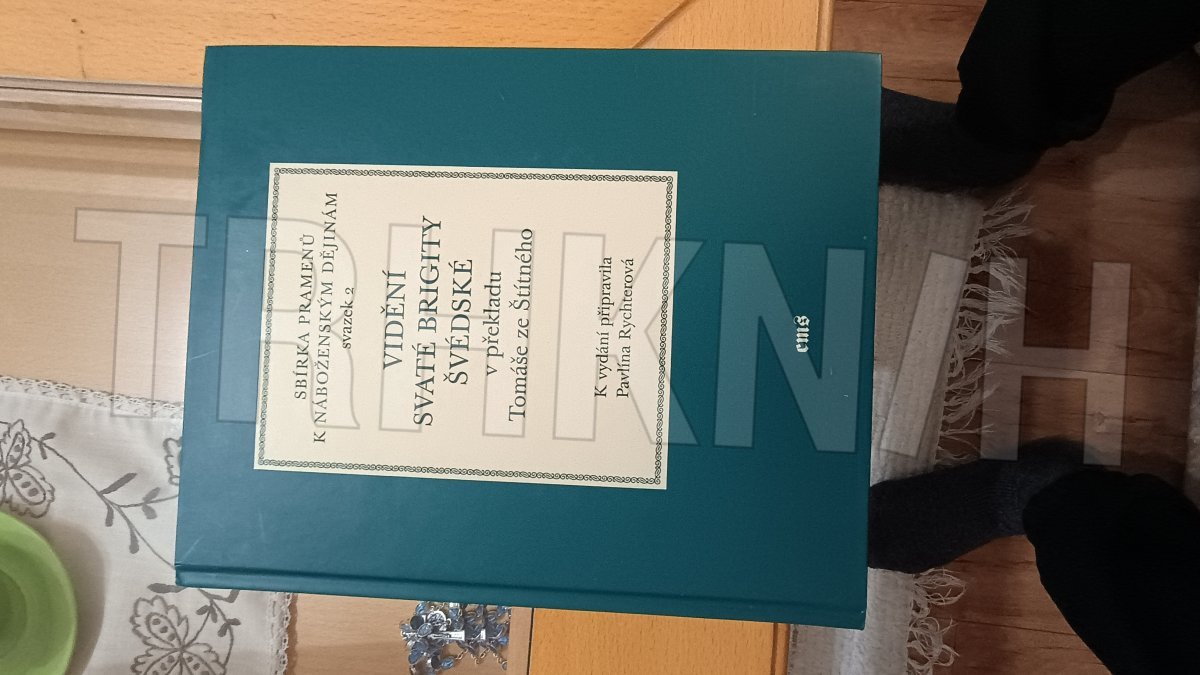 SBÍRKA PRAMENŮ
K NÁBOŽENSKÝM DĚJINÁM
svazek 2
VIDĚNÍ
SVATÉ BRIGITY
ŠVÉDSKÉ
v překladu
Tomáše ze Štítného
K vydání připravila
Pavlína Rychterová
cms
TRHKNIH